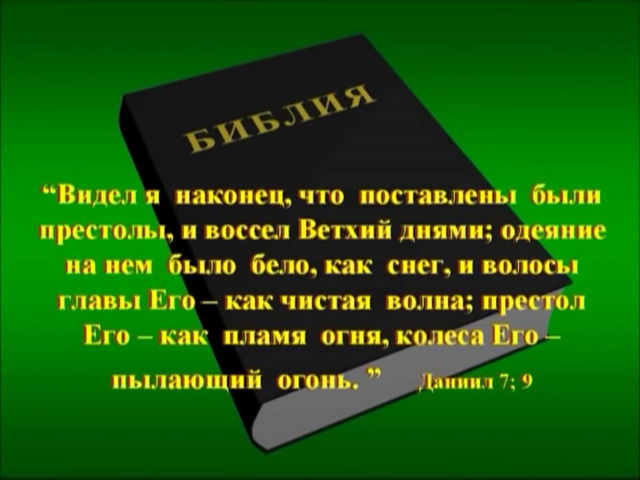 БИБЛИЯ
“Видел я наконец, что поставлены были
престолы, и воссел Ветхий днями; одеяние
на нем было бело, как снег, и волосы
главы Его – как чистая волна; престол
Его – как пламя огня, колеса Его –
пылающий огонь. ” Даниил 7; 9